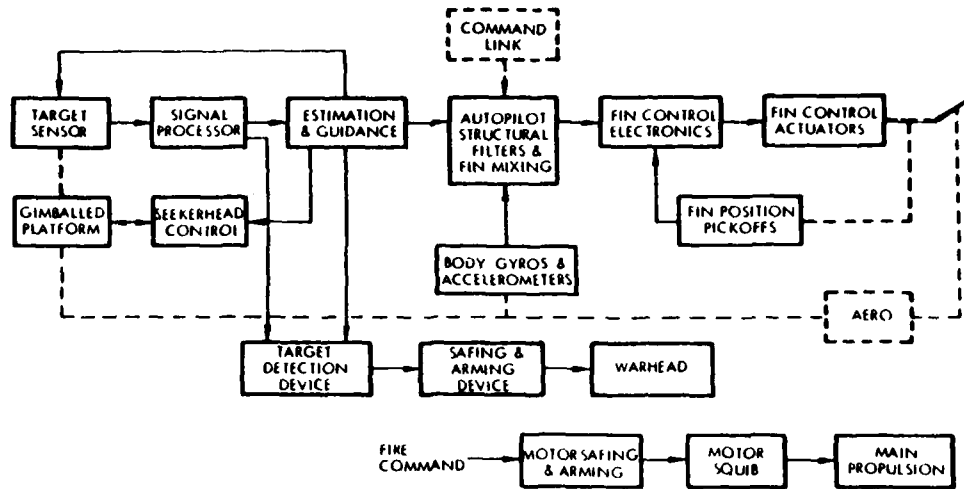 COMMAND
LINK
TARGET
SENSOR
SIGNAL
PROCESSOR
ESTIMATION
& GUIDANCE
AUTOPILOT
STRUCTURAL
FILTERS &
FIN MIXING
FIN CONTROL
ELECTRONICS
FIN CONTROL
ACTUATORS
GIMBALLED
PLATFORM
SEEKERHEAD
CONTROL
FIN POSITION
PICKOFFS
BODY GYROS &
ACCELEROMETERS
AERO
TARGET
DETECTION
DEVICE
SAFING &
ARMING
DEVICE
WARHEAD
FIRE
COMMAND
MOTOR SAFING
& ARMING
MOTOR
SQUIB
MAIN
PROPULSION